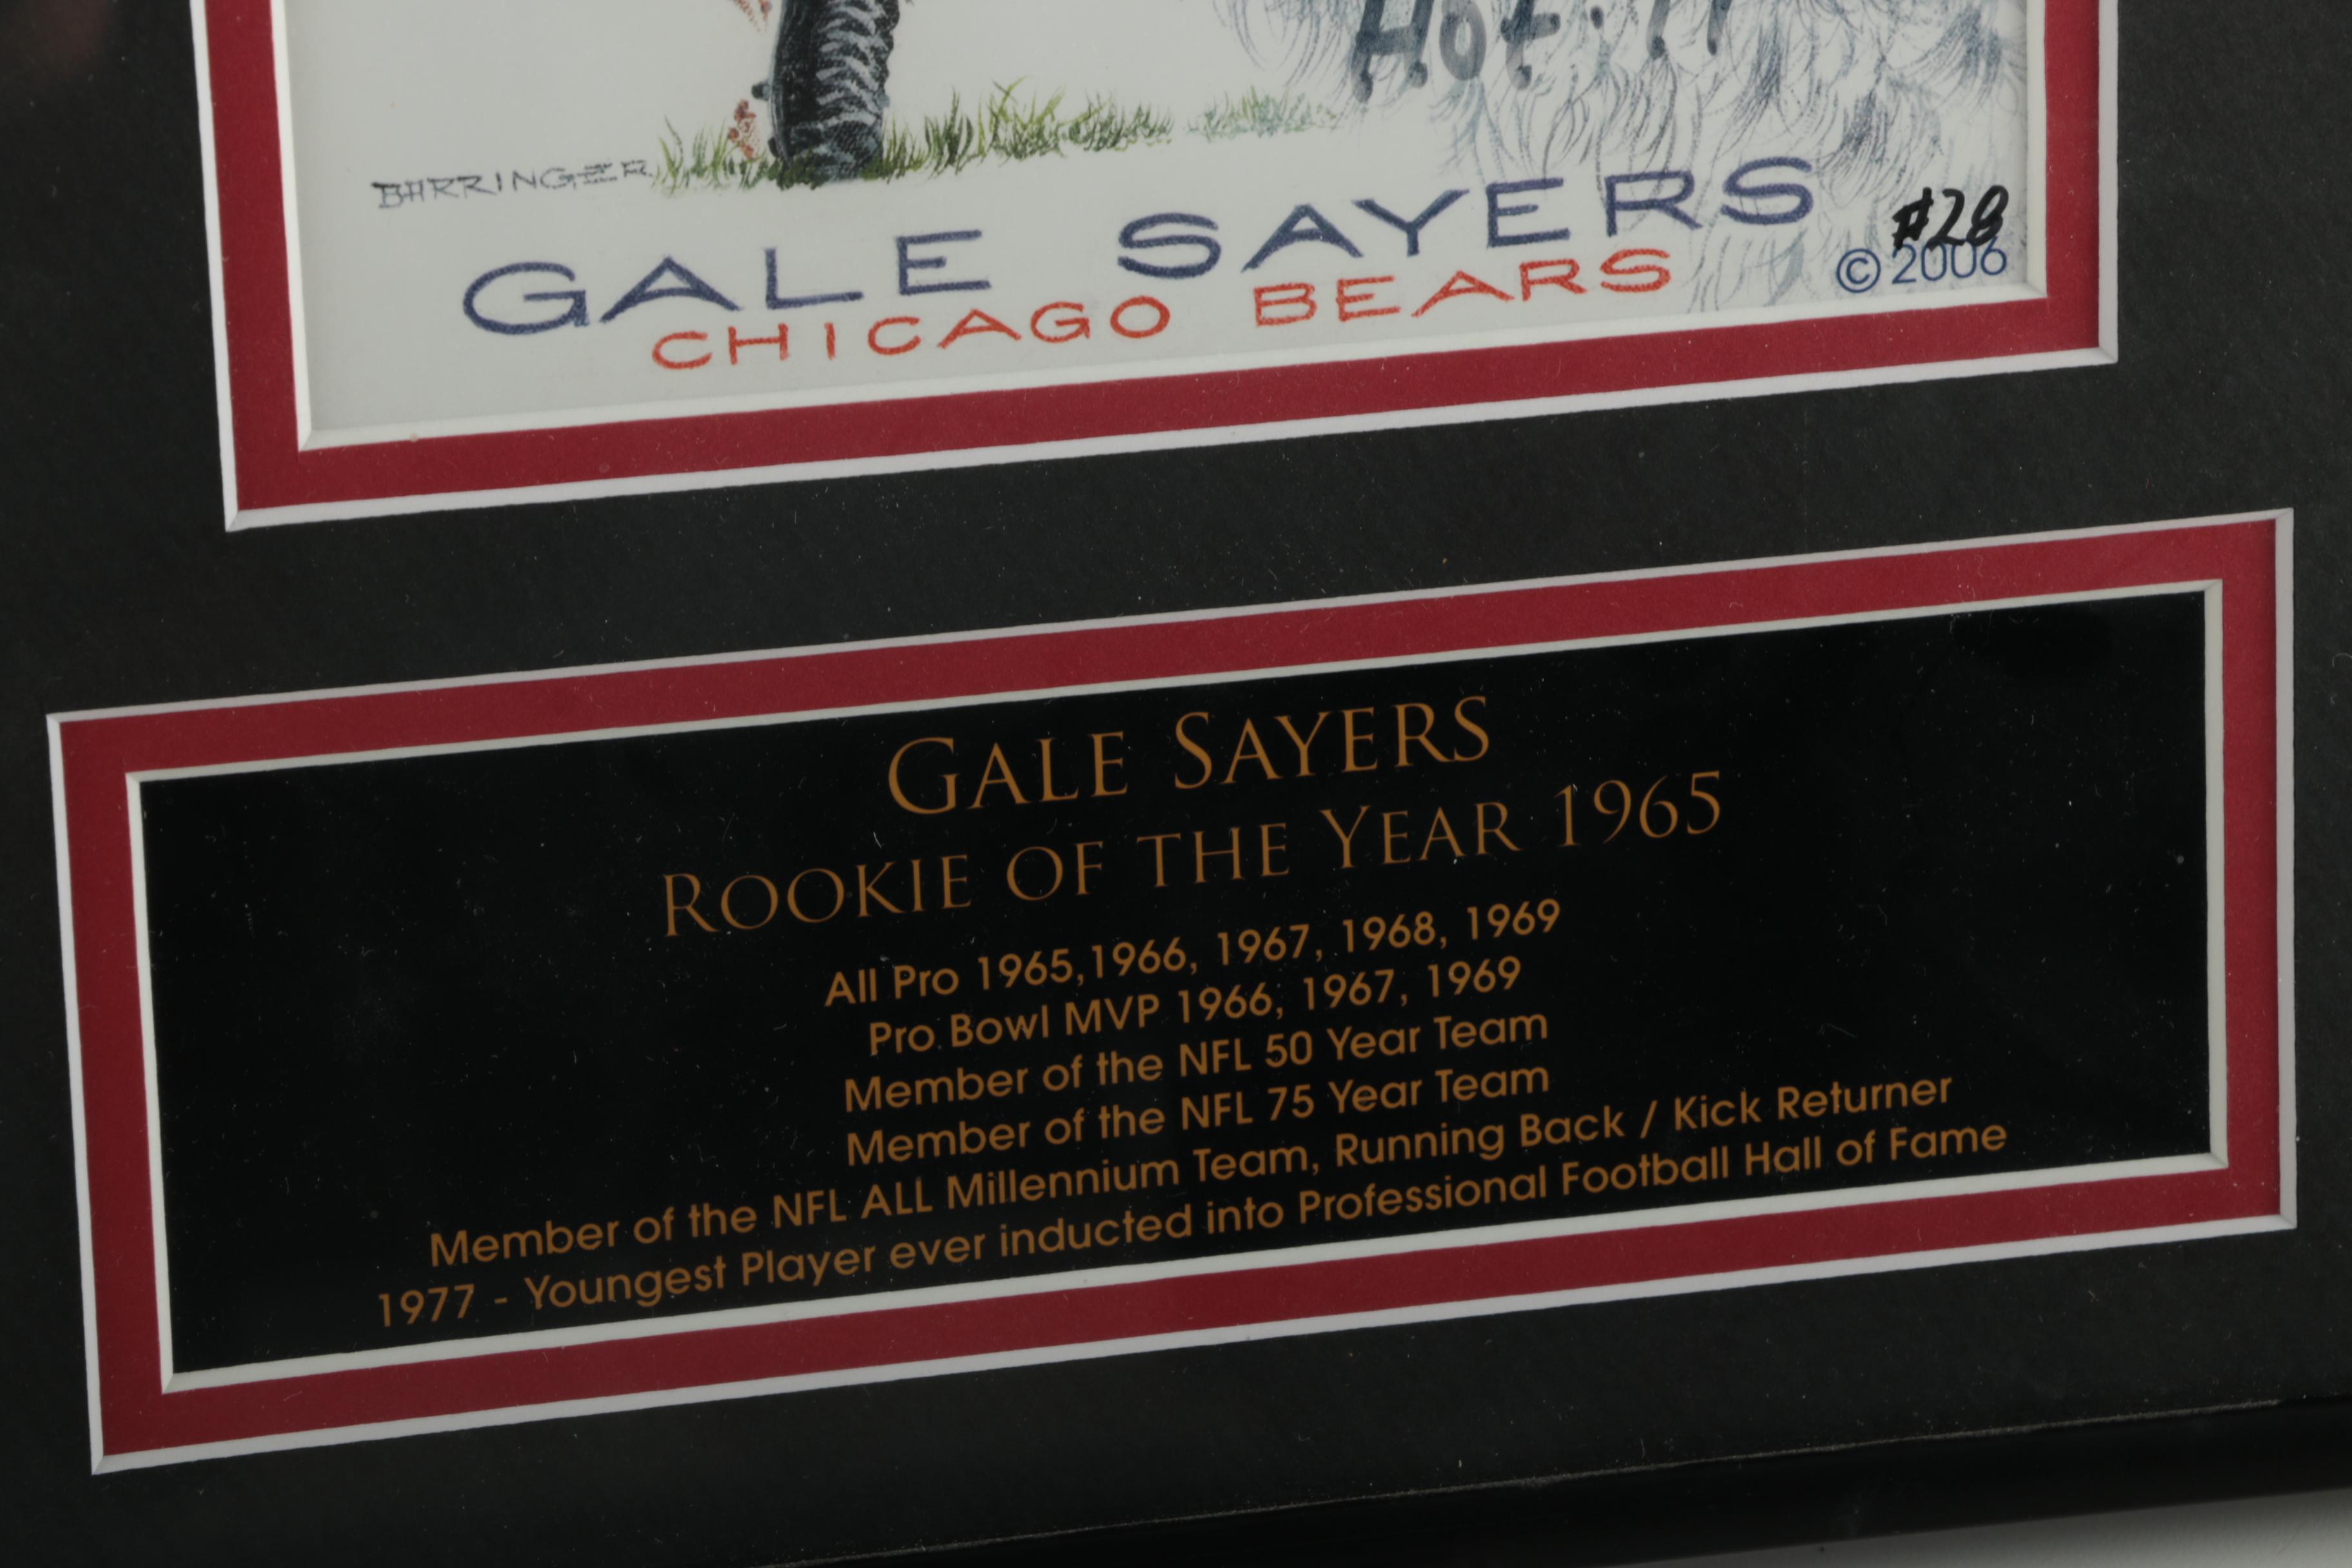 HOF.
BARRINGER
GALE SAYERS
CHICAGO BEARS
#28
© 2006
GALE SAYERS
ROOKIE OF THE YEAR 1965
All Pro 1965,1966, 1967, 1968, 1969
Pro Bowl MVP 1966, 1967, 1969
Member of the NFL 50 Year Team
Member of the NFL 75 Year Team
Member of the NFL ALL Millennium Team, Running Back / Kick Returner
1977 - Youngest Player ever inducted into Professional Football Hall of Fame